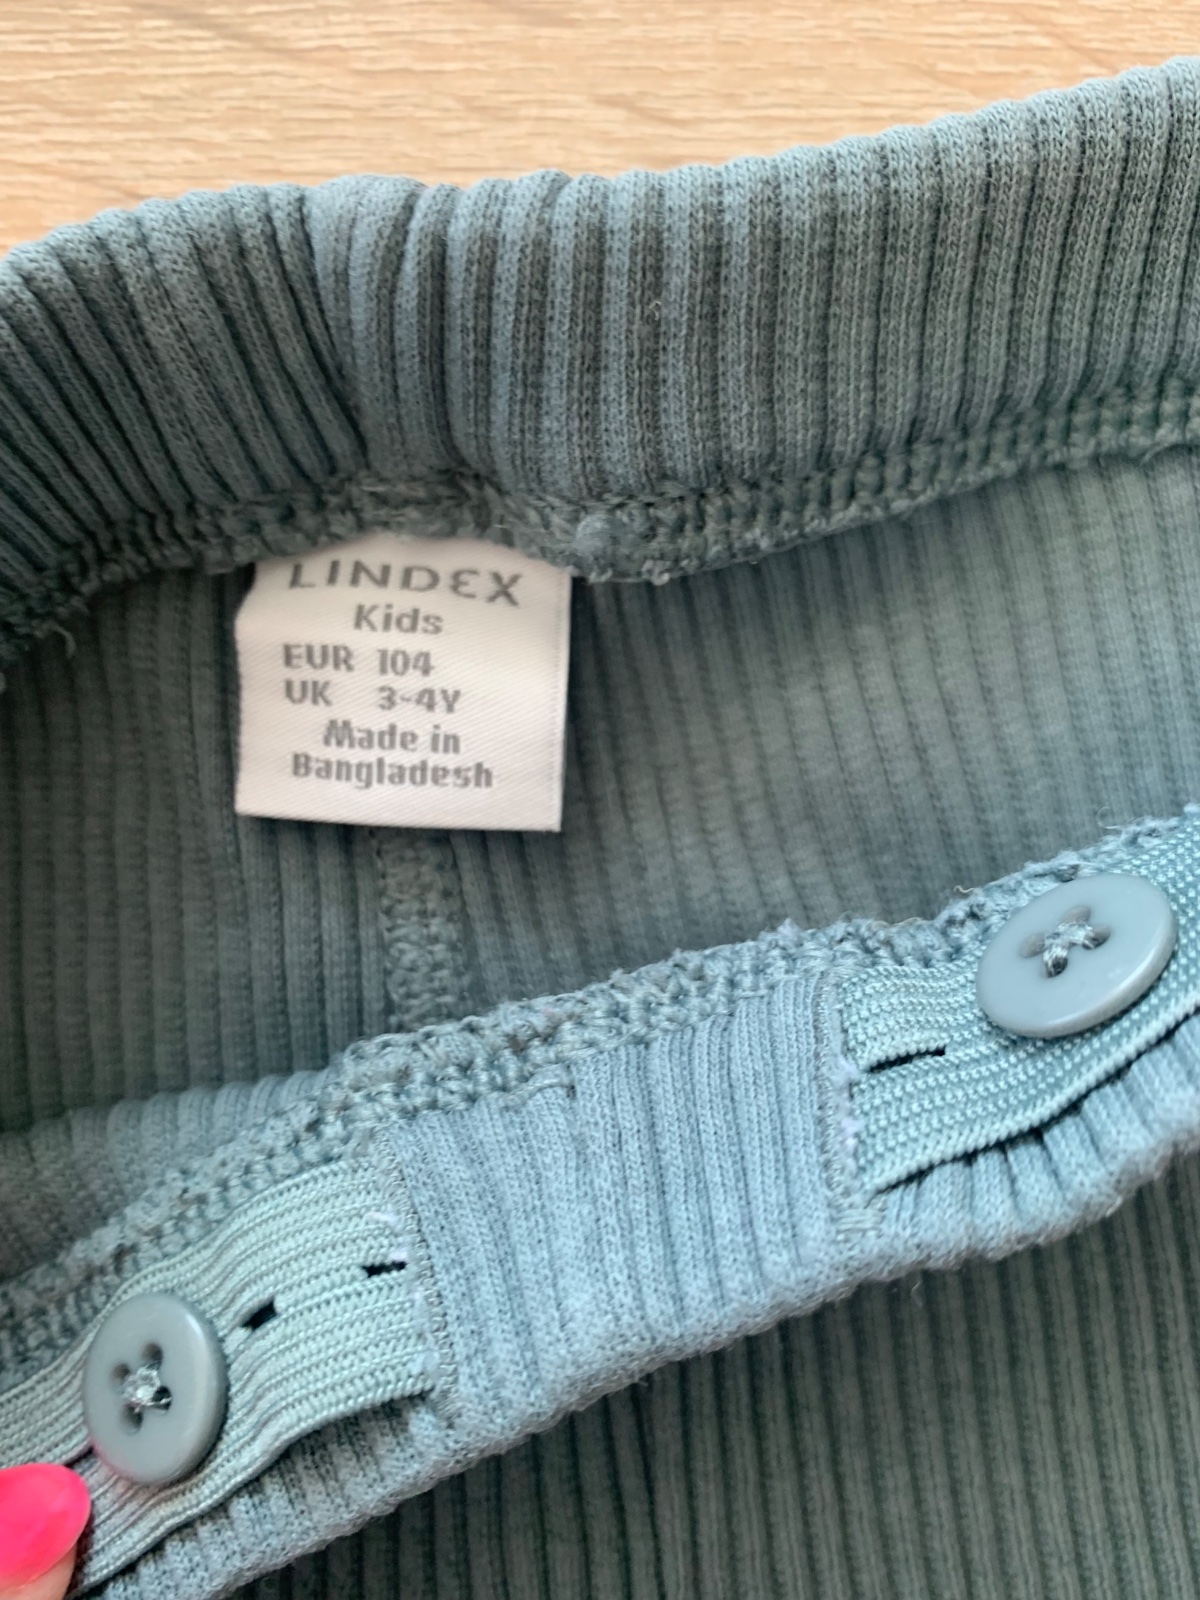 LINDEX
Kids
EUR 104
UK 3-4Y
Made in
Bangladesh